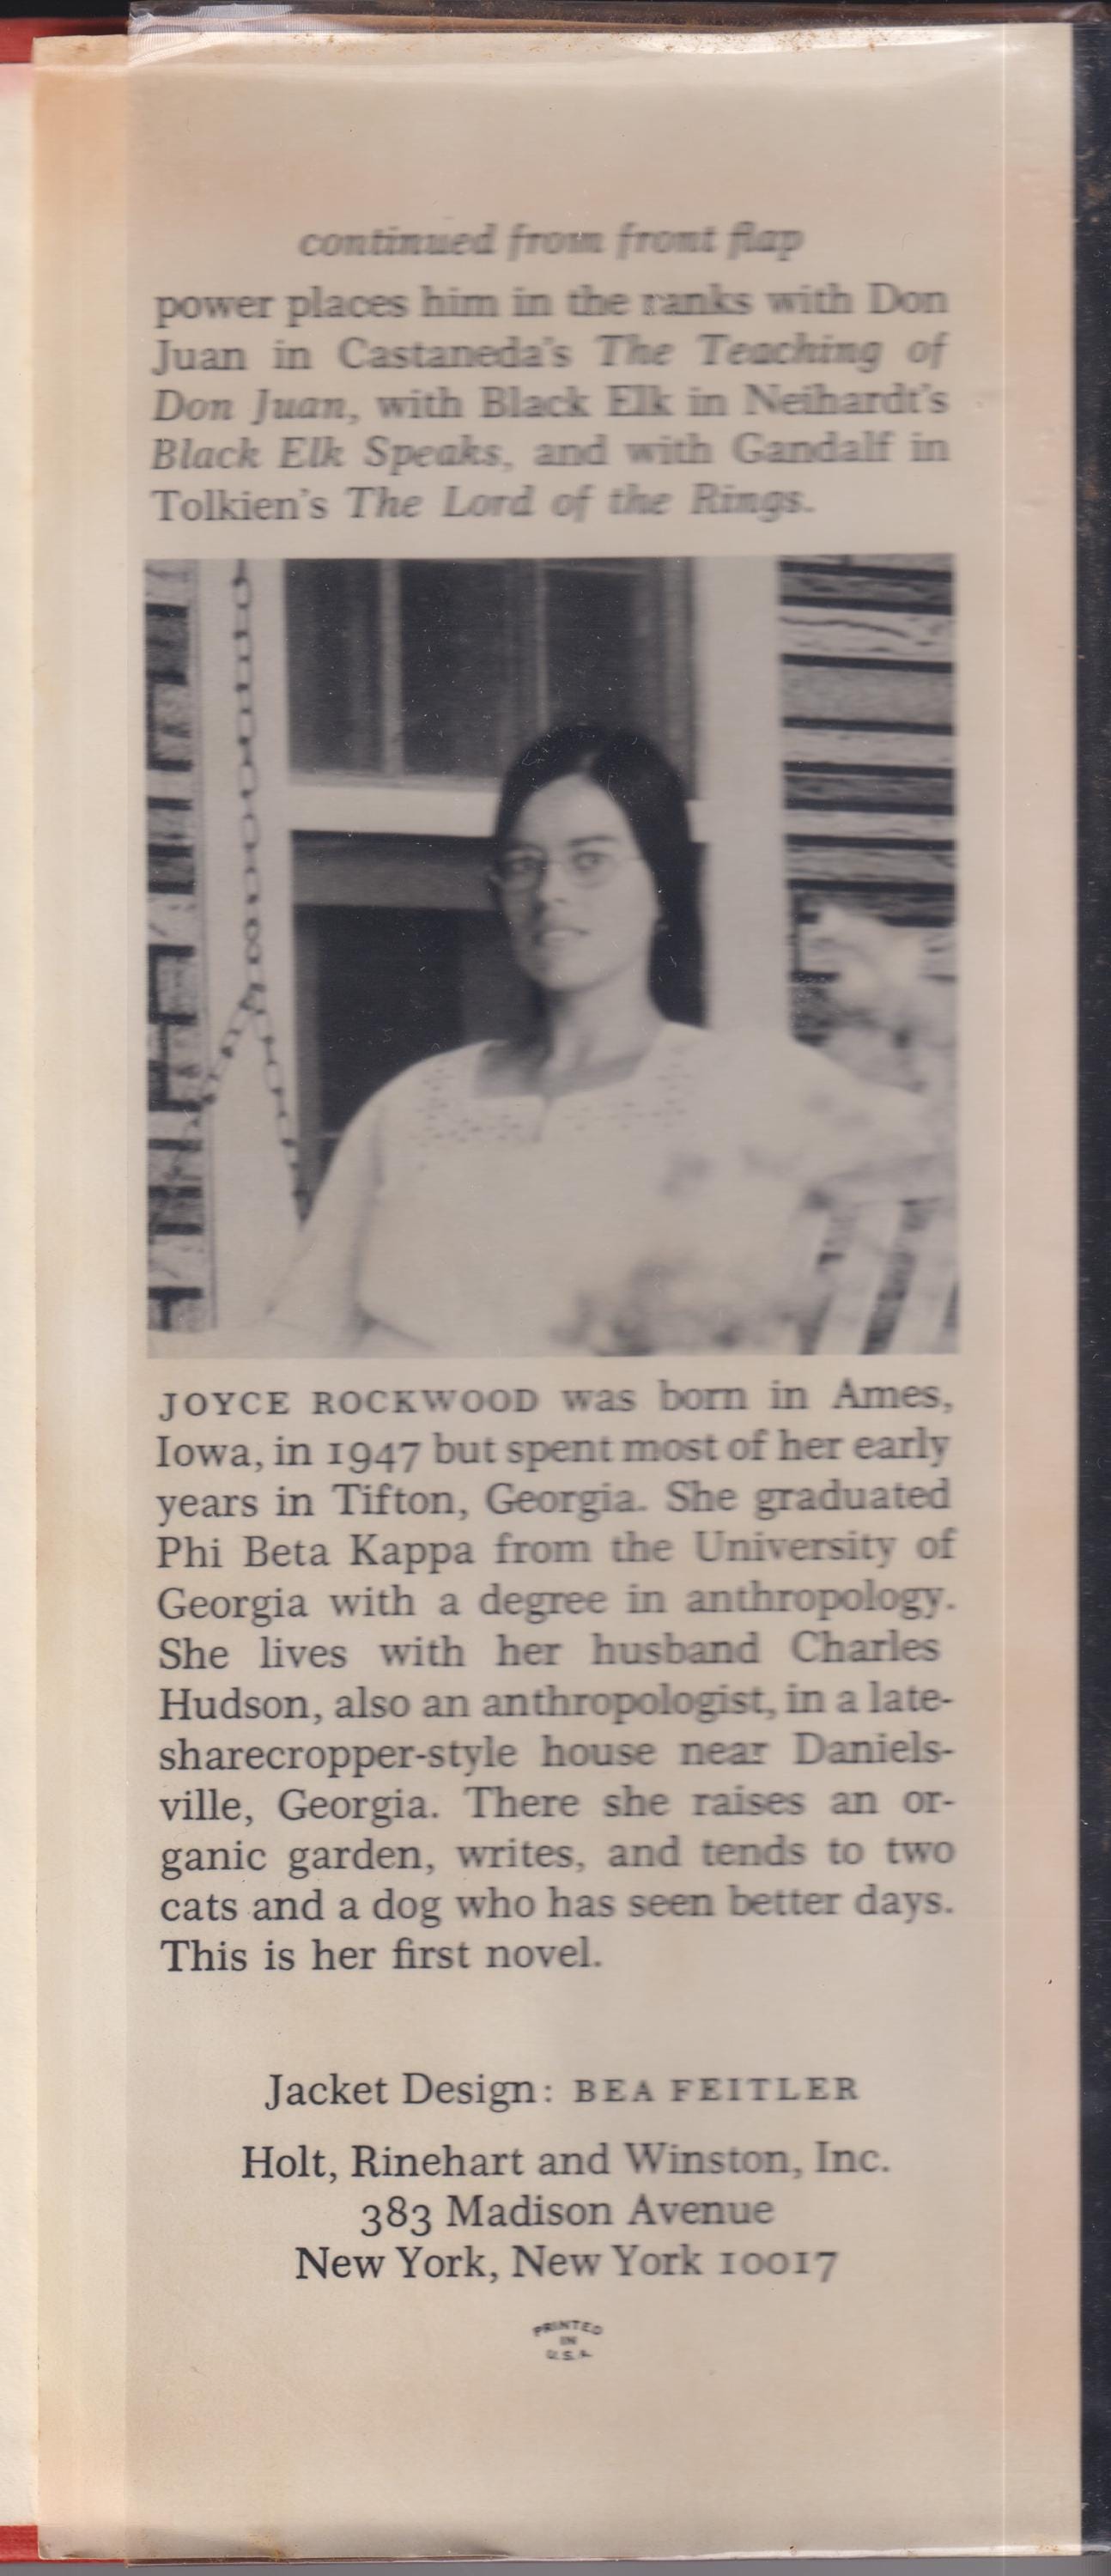 continued from front flap
power places him in the ranks with Don
Juan in Castaneda's The Teaching of
Don Juan, with Black Elk in Neihardt's
Black Elk Speaks, and with Gandalf in
Tolkien's The Lord of the Rings.
JOYCE ROCKWOOD was born in Ames,
Iowa, in 1947 but spent most of her early
years in Tifton, Georgia. She graduated
Phi Beta Kappa from the University of
Georgia with a degree in anthropology.
She lives with her husband Charles
Hudson, also an anthropologist, in a late-
sharecropper-style house near Daniels-
ville, Georgia. There she raises an or-
ganic garden, writes, and tends to two
cats and a dog who has seen better days.
This is her first novel.
Jacket Design: BEA FEITLER
Holt, Rinehart and Winston, Inc.
383 Madison Avenue
New York, New York 10017
PRINTED
IN
U.S.A.